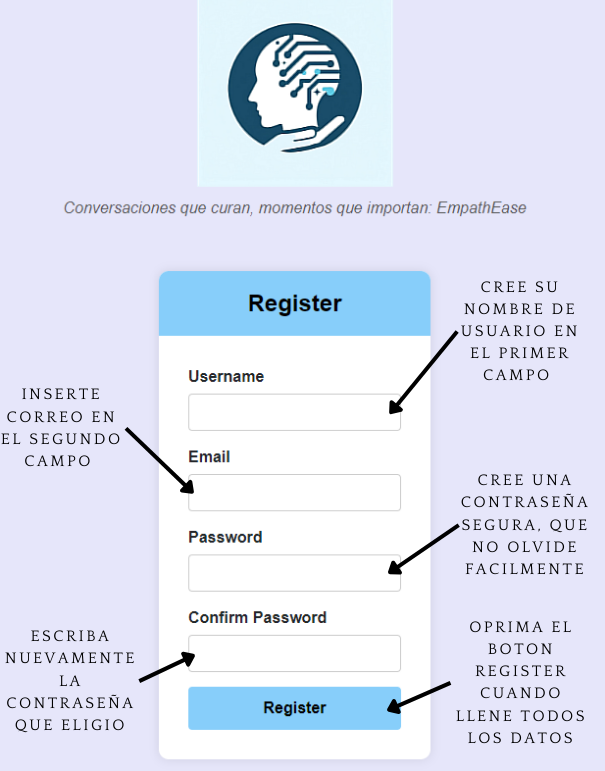 Conversaciones que curan, momentos que importan: EmpathEase
Register
CREE SU
NOMBRE DE
USUARIO EN
EL PRIMER
CAMPO
Username
INSERTE
CORREO EN
EL SEGUNDO
CAMPO
Email
CREE UNA
CONTRASEÑA
SEGURA, QUE
NO OLVIDE
FACILMENTE
Password
Confirm Password
ESCRIBA
NUEVAMENTE
LA
CONTRASEÑA
QUE ELIGIO
OPRIMA EL
BOTON
REGISTER
CUANDO
LLENE TODOS
LOS DATOS
Register